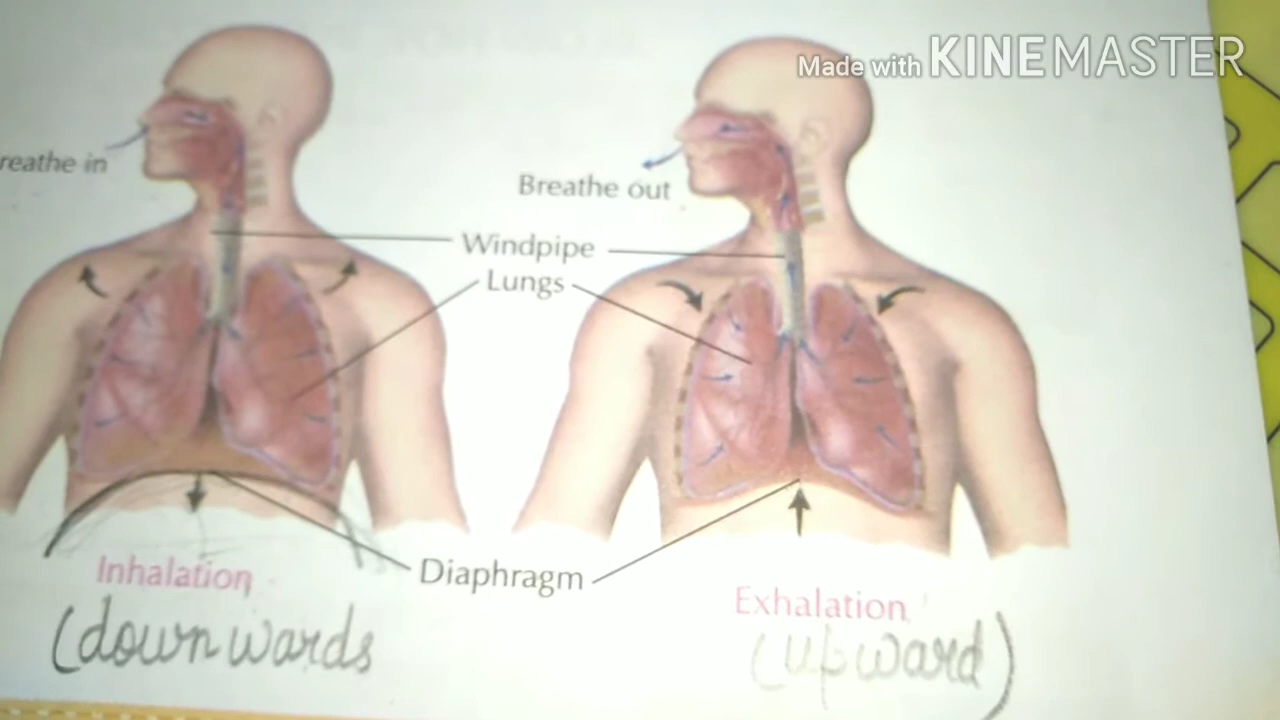 Made with KINEMASTER
reathe in
Breathe out
Windpipe
Lungs
Diaphragm
Inhalation
Exhalation
(downwards
(upward)